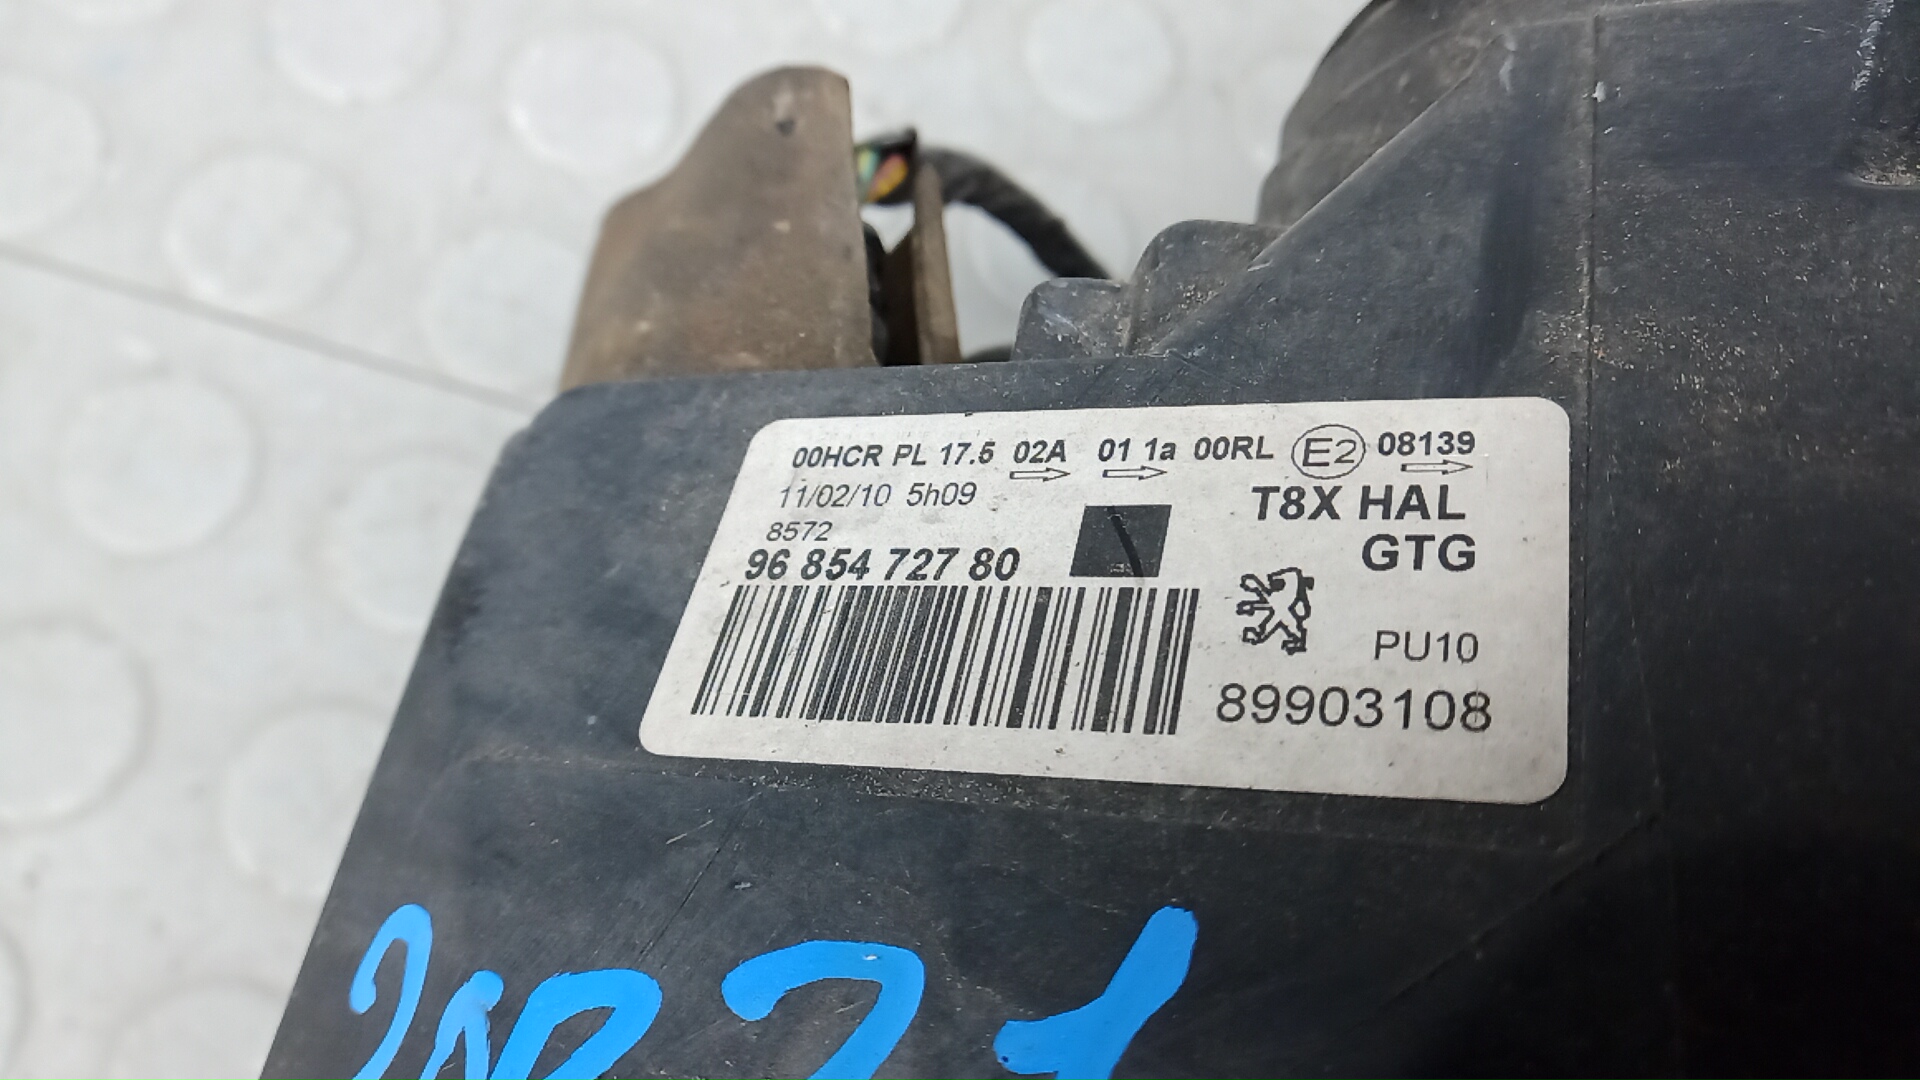 00HCR PL 17.5 02A 01 1a 00RL E2 08139
11/02/10 5h09
T8X HAL
8572
GTG
96 854 727 80
PU10
89903108